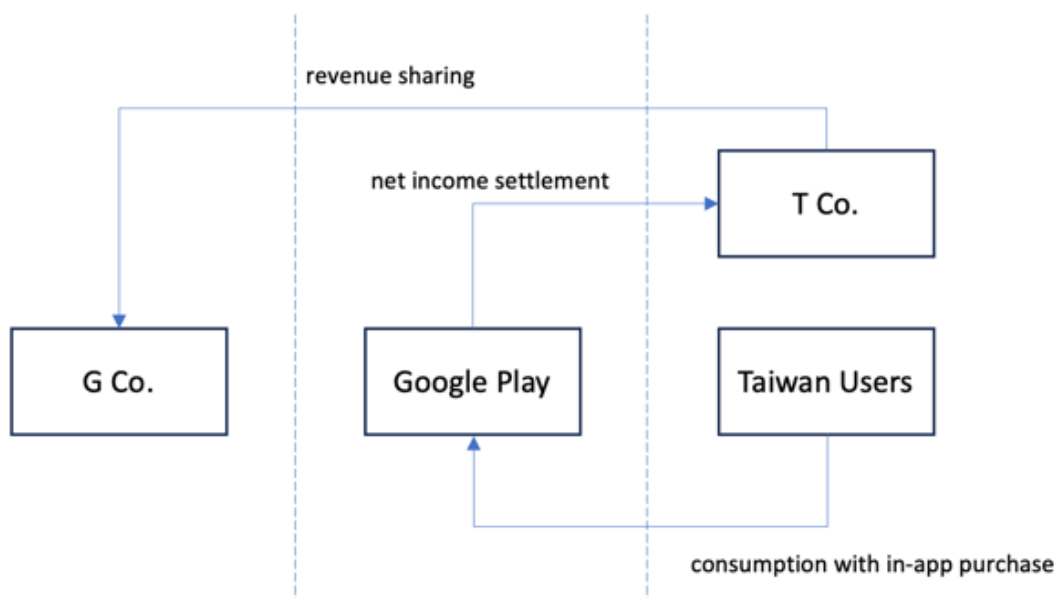 revenue sharing
net income settlement
T Co.
G Co.
Google Play
Taiwan Users
consumption with in-app purchase